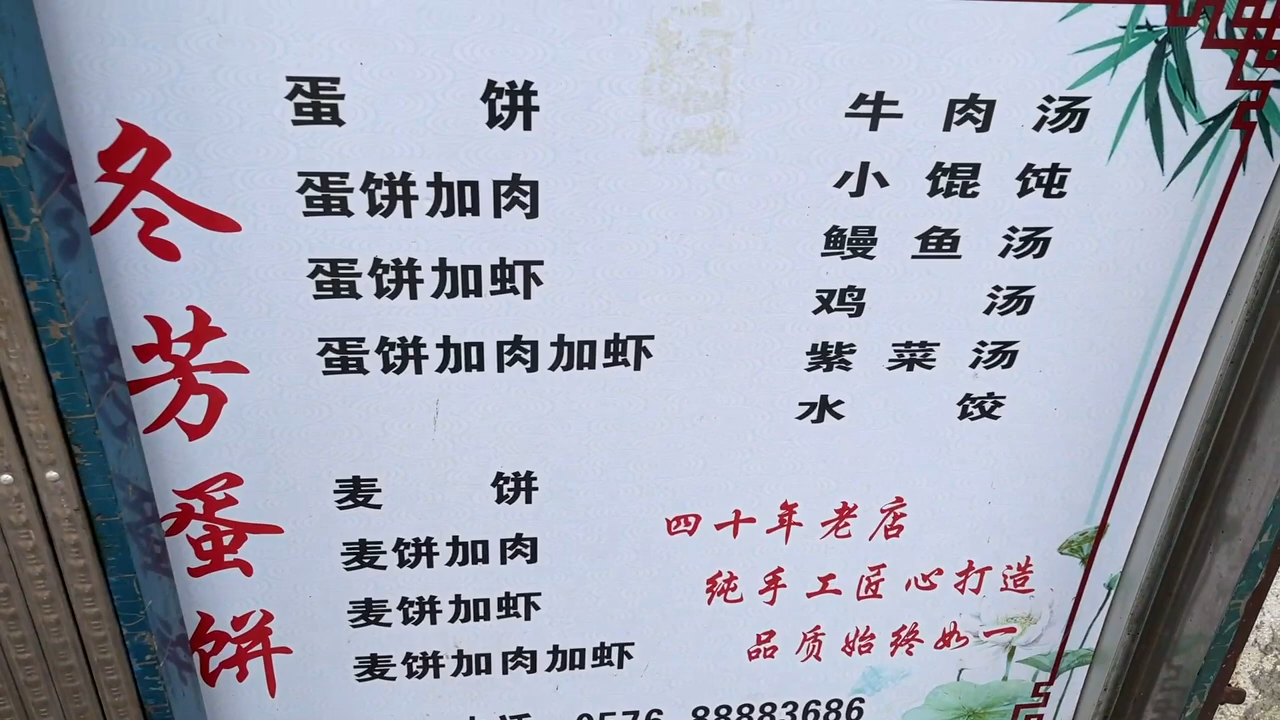 冬芳蛋饼
蛋饼
蛋饼加肉
蛋饼加虾
蛋饼加肉加虾
麦饼
麦饼加肉
麦饼加虾
麦饼加肉加虾
牛肉汤
小馄饨
鳗鱼汤
鸡汤
紫菜汤
水饺
四十年老店
纯手工匠心打造
品质始终如一
0576-88883686